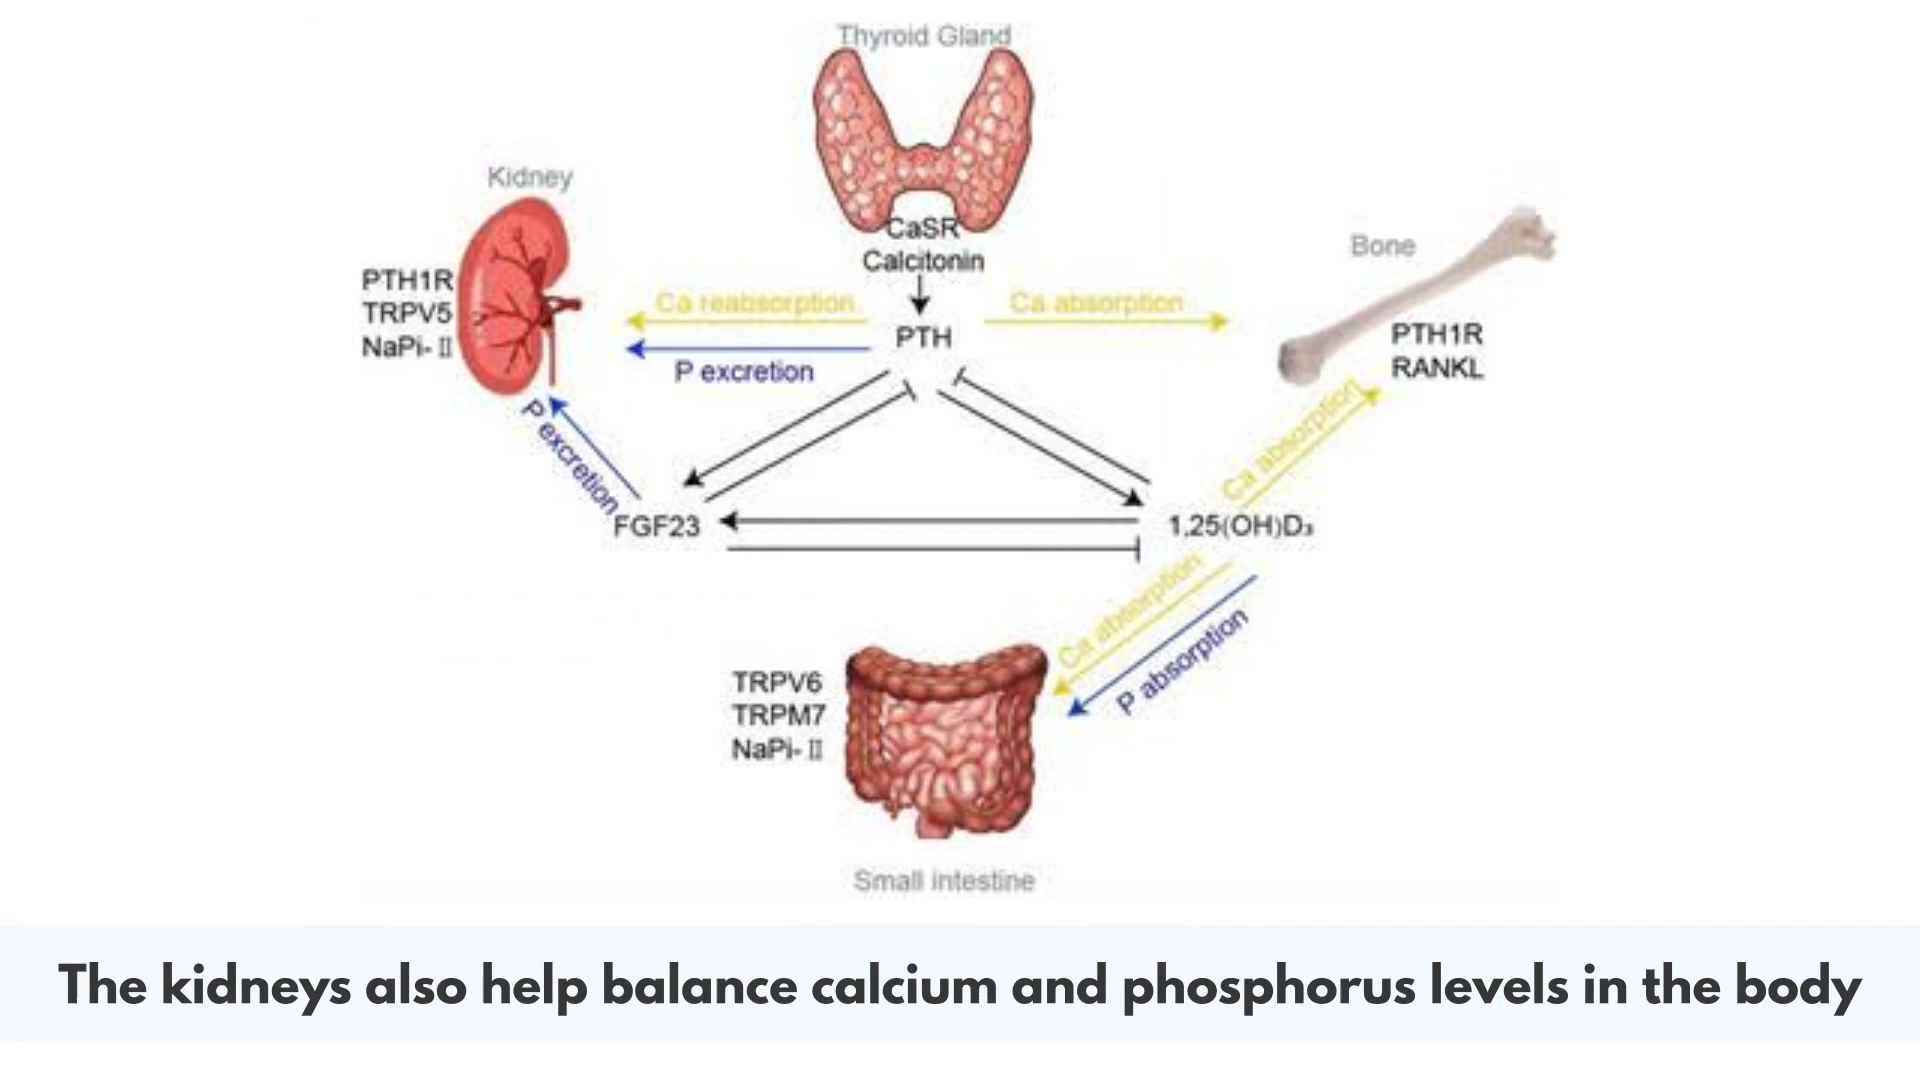 Thyroid Gland
CaSR
Calcitonin
PTH
Kidney
PTH1R
TRPV5
NaPi-Ⅱ
Ca reabsorption
P excretion
Ca absorption
Bone
PTH1R
RANKL
P excretion
FGF23
1.25(OH)D₃
Ca absorption
Ca absorption
P absorption
TRPV6
TRPM7
NaPi-Ⅱ
Small intestine
The kidneys also help balance calcium and phosphorus levels in the body